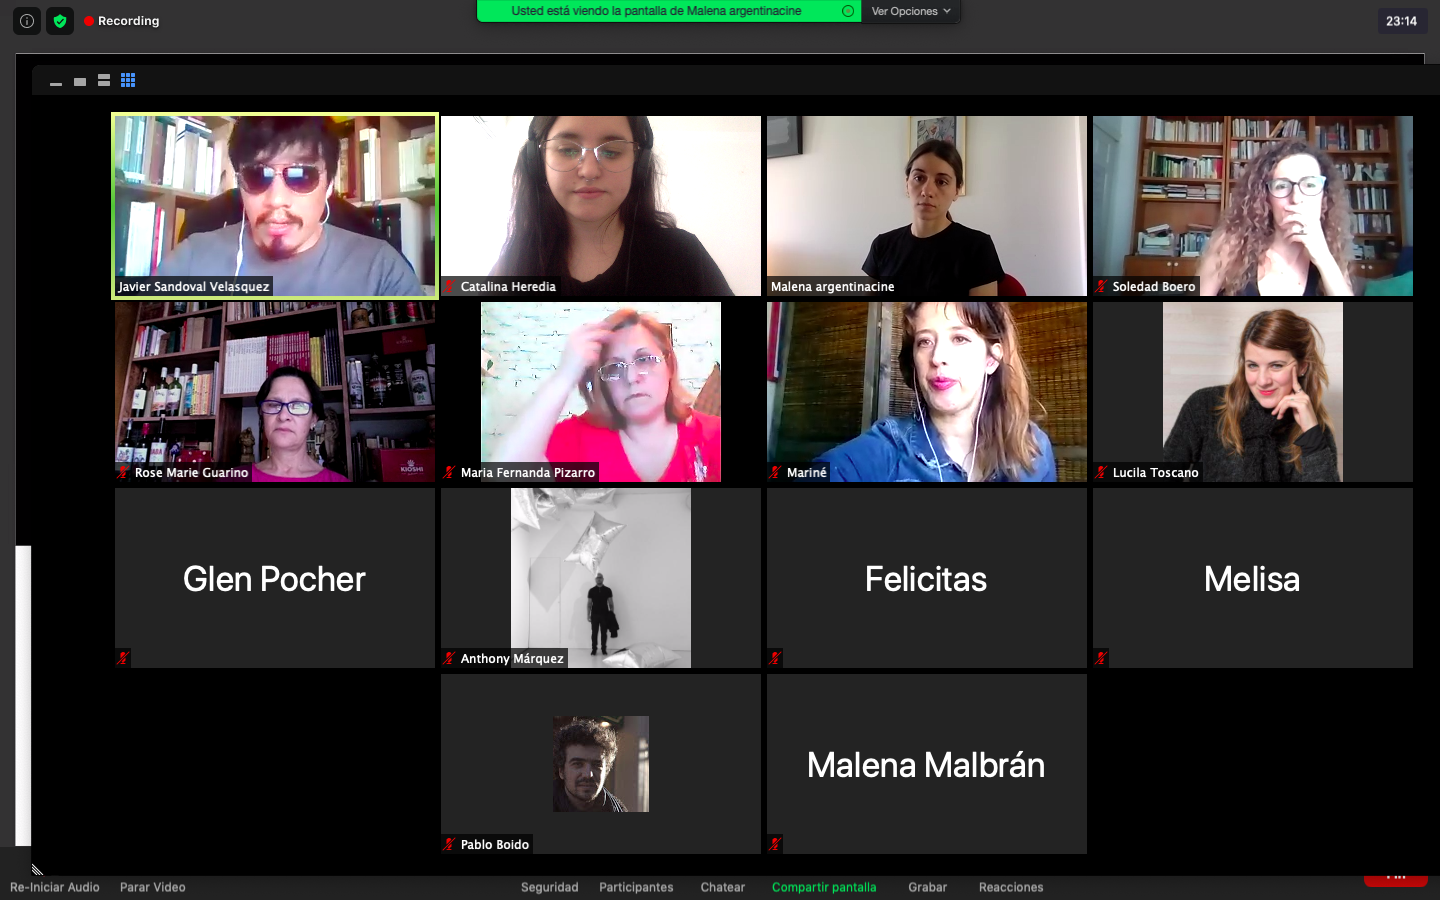 Recording
Usted está viendo la pantalla de Malena argentinacine
Ver Opciones
23:14
Javier Sandoval Velasquez
Catalina Heredia
Malena argentinacine
Soledad Boero
KIOSHI
Rose Marie Guarino
Maria Fernanda Pizarro
Mariné
Lucila Toscano
Glen Pocher
Anthony Márquez
Felicitas
Melisa
Pablo Boido
Malena Malbrán
Re-Iniciar Audio
Parar Video
Seguridad
Participantes
Chatear
Compartir pantalla
Grabar
Reacciones